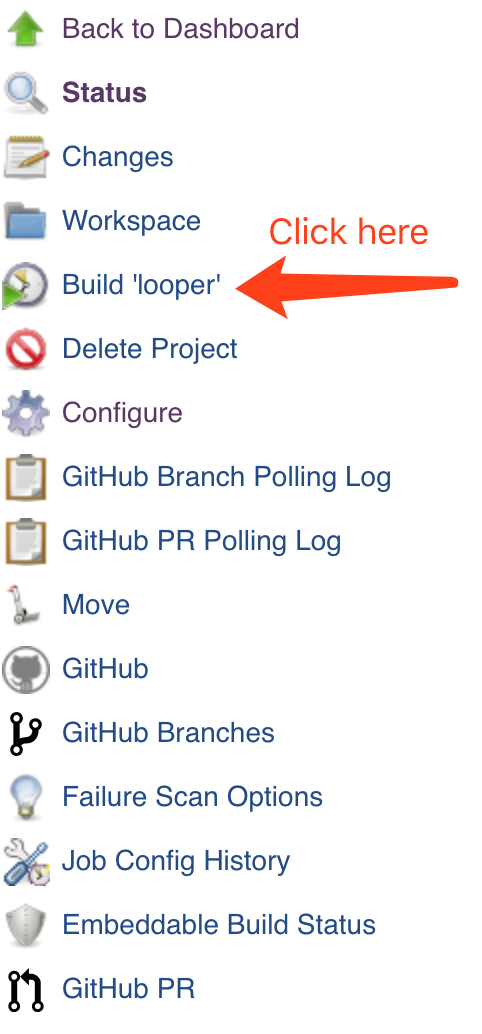 Back to Dashboard
Status
Changes
Workspace
Click here
Build 'looper'
Delete Project
Configure
GitHub Branch Polling Log
GitHub PR Polling Log
Move
GitHub
GitHub Branches
Failure Scan Options
Job Config History
Embeddable Build Status
GitHub PR